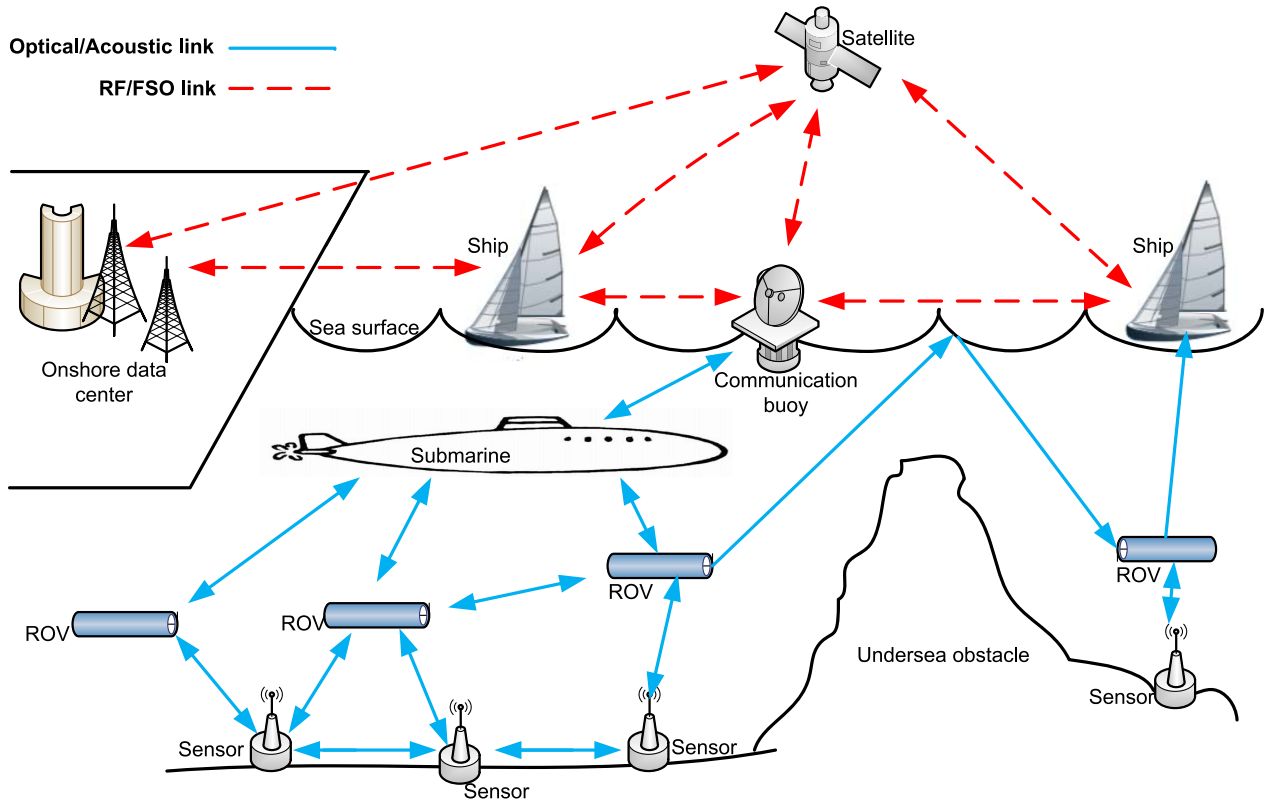 Optical/Acoustic link
RF/FSO link
Satellite
Ship
Ship
Sea surface
Onshore data
center
Communication
buoy
Submarine
ROV
ROV
ROV
ROV
Undersea obstacle
Sensor
Sensor
Sensor
Sensor